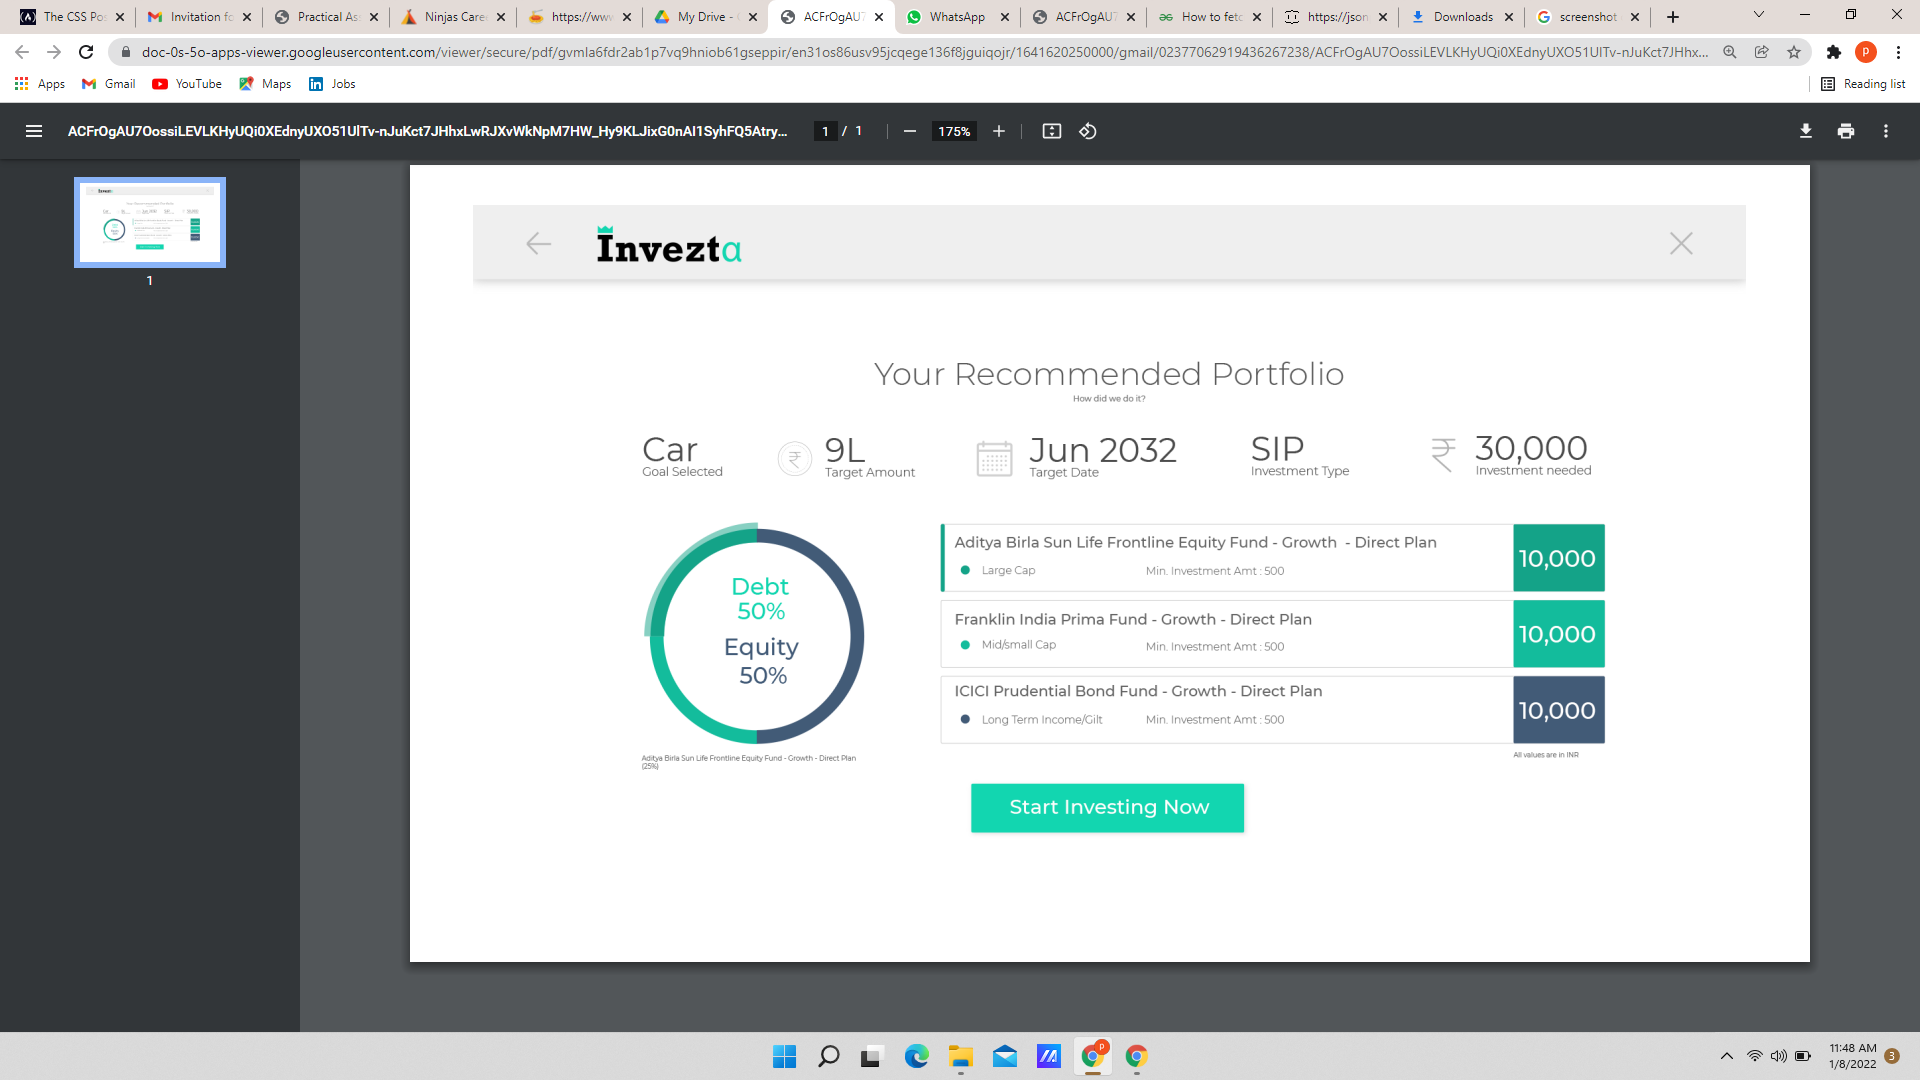 The CSS Pos
Invitation fo
Practical As
Ninjas Caree
https://www
My Drive -
ACFrOgAU7
WhatsApp
ACFrOgAU7
How to fetc
https://json
Downloads
screenshot
doc-0s-5o-apps-viewer.googleusercontent.com/viewer/secure/pdf/gvmla6fdr2ab1p7vq9hniob61gseppir/en31os86usv95jcqege136f8jguiqojr/1641620250000/gmail/02377062919436267238/ACFrOgAU7OossiLEVLKHyUQi0XEdnyUXO51UlTv-nJuKct7JHhx...
P
Apps
Gmail
YouTube
Maps
Jobs
Reading list
ACFrOgAU7OossiLEVLKHyUQi0XEdnyUXO51UlTv-nJuKct7JHhxLwRJXvWkNpM7HW_Hy9KLJixG0nAI1SyhFQ5Atry...
1 / 1
175%
1
Invezta
Your Recommended Portfolio
How did we do it?
Car
Goal Selected
9L
Target Amount
Jun 2032
Target Date
SIP
Investment Type
₹ 30,000
Investment needed
Debt
50%
Equity
50%
Aditya Birla Sun Life Frontline Equity Fund - Growth - Direct Plan
(25%)
Aditya Birla Sun Life Frontline Equity Fund - Growth - Direct Plan
Large Cap
Min. Investment Amt : 500
10,000
Franklin India Prima Fund - Growth - Direct Plan
Mid/small Cap
Min. Investment Amt : 500
10,000
ICICI Prudential Bond Fund - Growth - Direct Plan
Long Term Income/Gilt
Min. Investment Amt : 500
10,000
All values are in INR
Start Investing Now
11:48 AM
1/8/2022
3